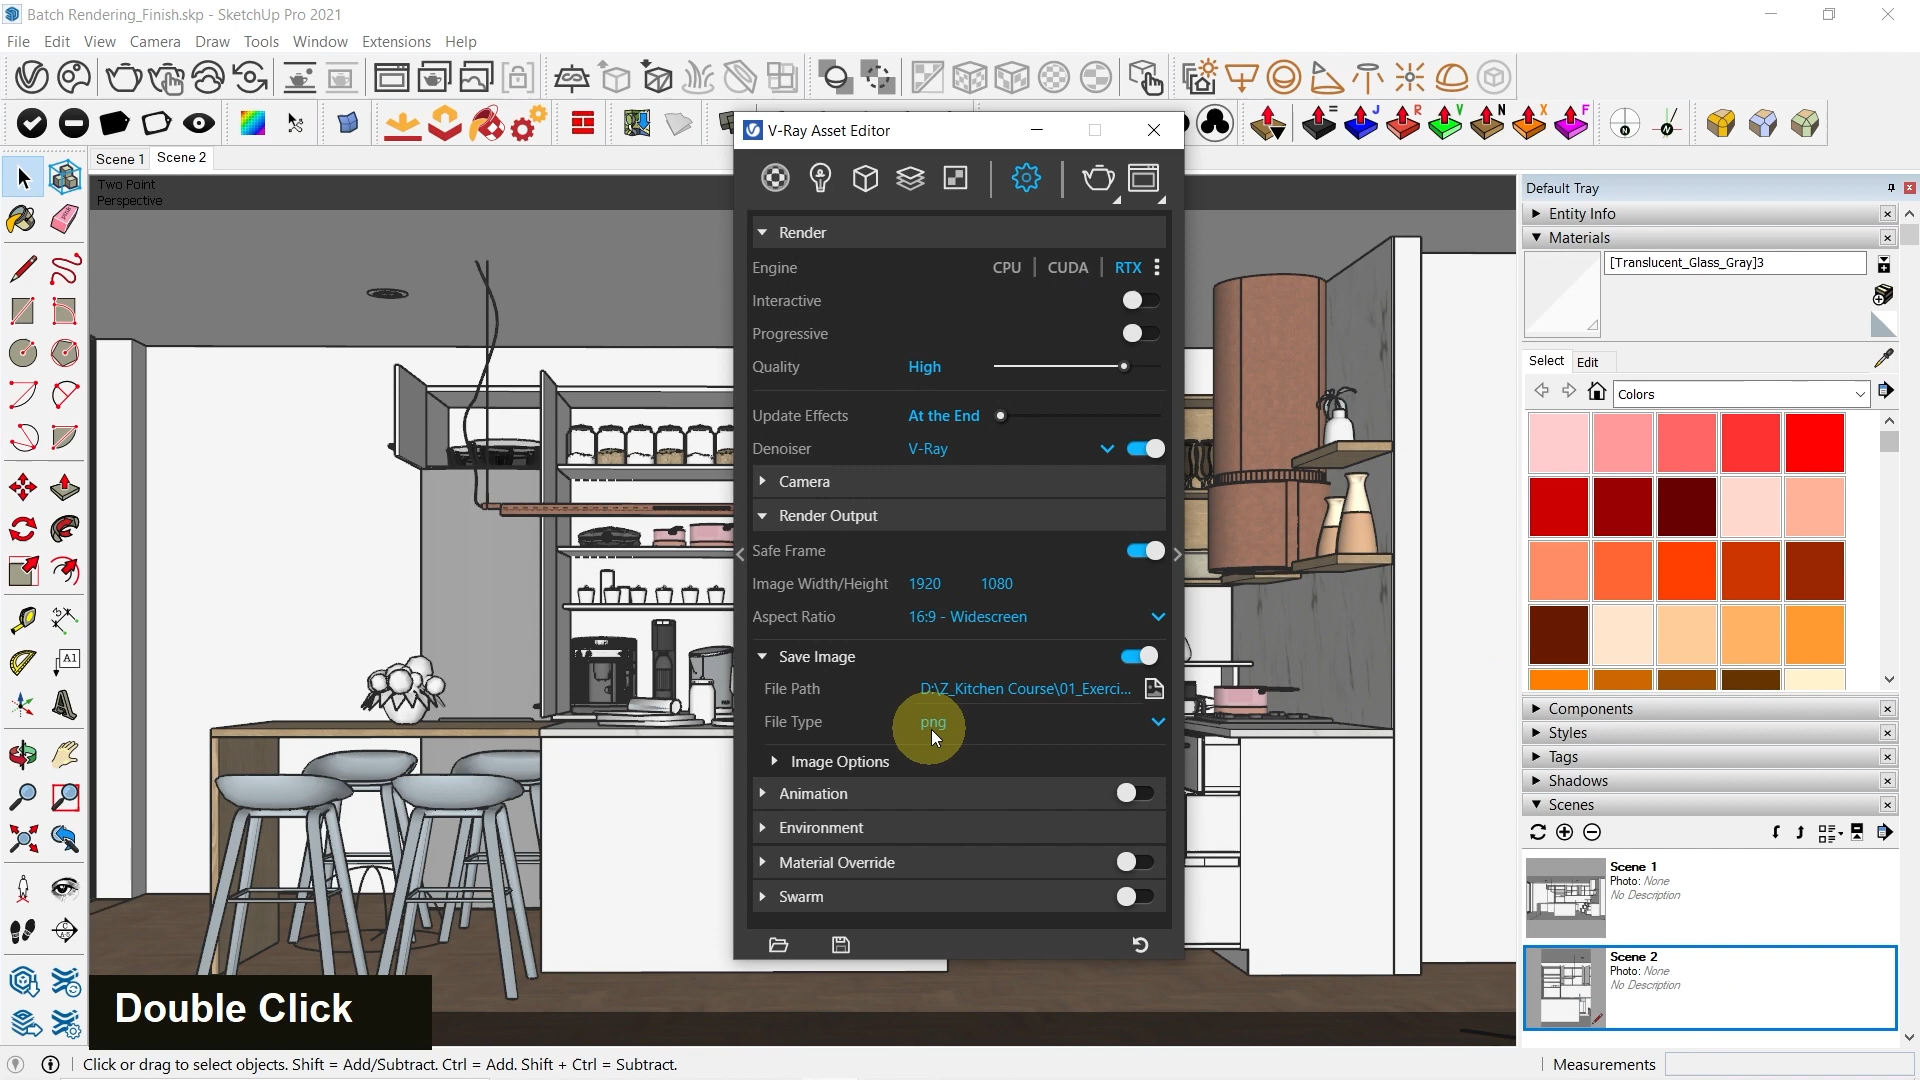 Batch Rendering_Finish.skp - SketchUp Pro 2021
File Edit View Camera Draw Tools Window Extensions Help
= J R V N X F
Scene 1 Scene 2
Two Point
Perspective
V-Ray Asset Editor
Render
Engine CPU CUDA RTX
Interactive
Progressive
Quality High
Update Effects At the End
Denoiser V-Ray
Camera
Render Output
Safe Frame
Image Width/Height 1920 1080
Aspect Ratio 16:9 - Widescreen
Save Image
File Path D:\Z_Kitchen Course\01_Exerci...
File Type png
Image Options
Animation
Environment
Material Override
Swarm
Default Tray
Entity Info
Materials
[Translucent_Glass_Gray]3
Select Edit
Colors
Components
Styles
Tags
Shadows
Scenes
Scene 1
Photo: None
No Description
Scene 2
Photo: None
No Description
A1
Double Click
Click or drag to select objects. Shift = Add/Subtract. Ctrl = Add. Shift + Ctrl = Subtract.
Measurements